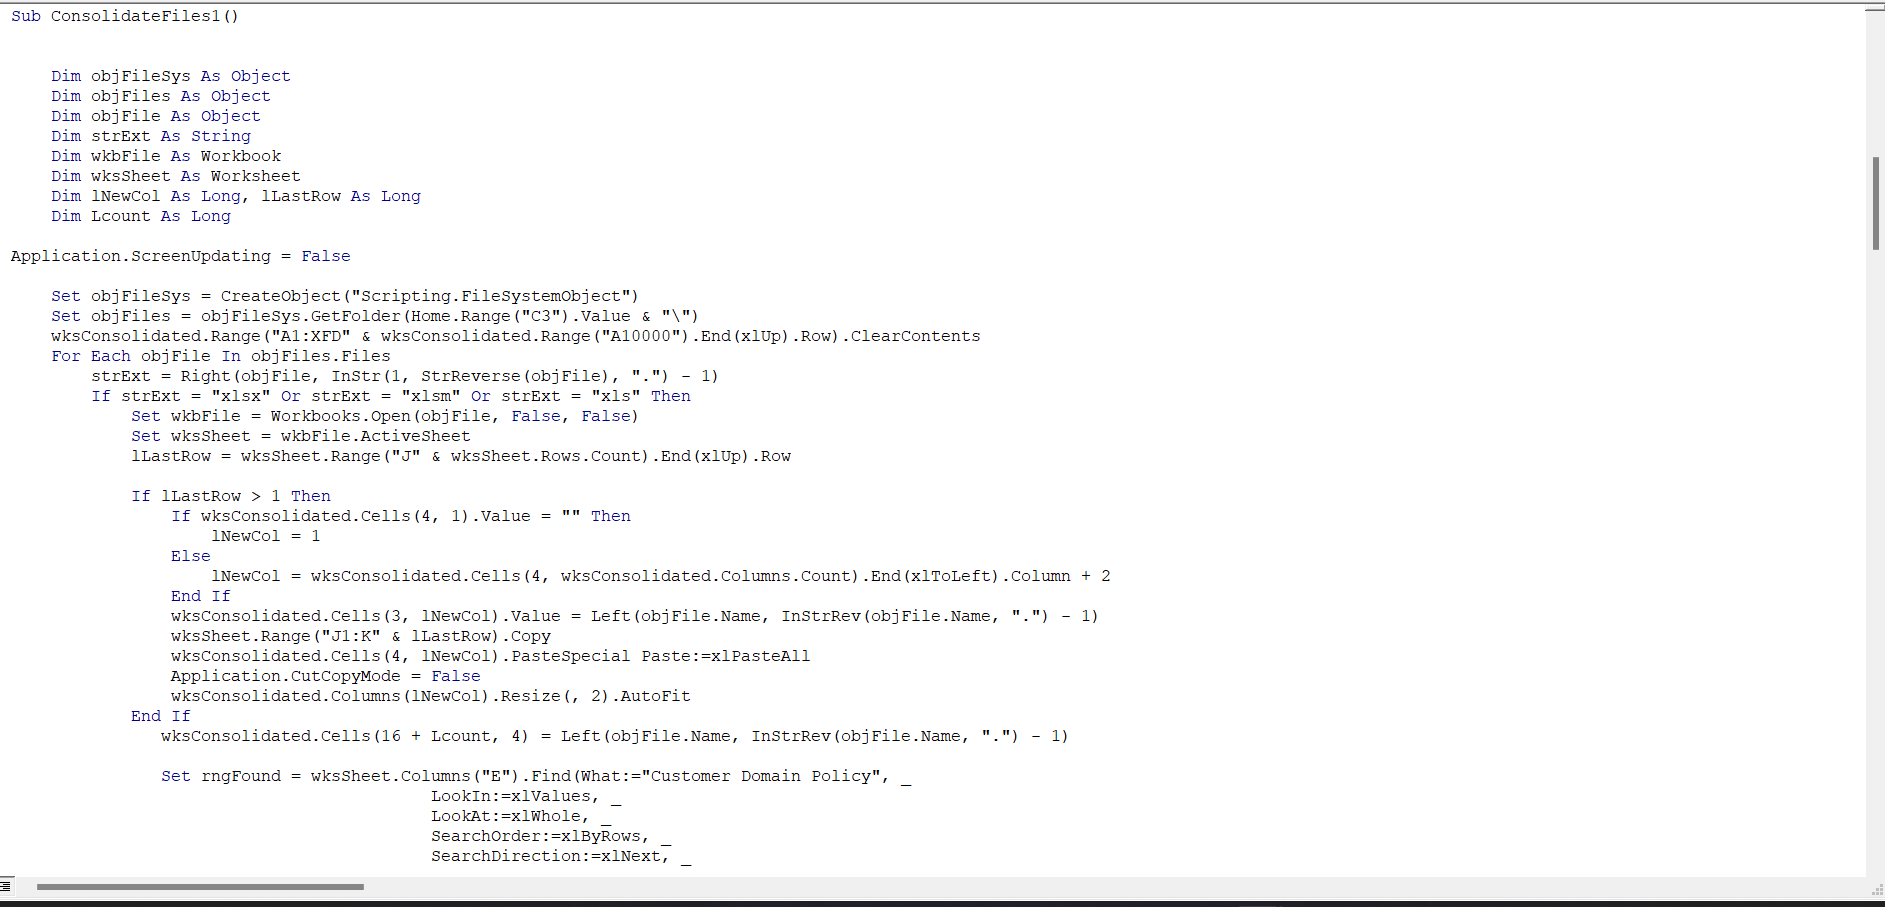 Sub ConsolidateFiles1()
Dim objFileSys As Object
Dim objFiles As Object
Dim objFile As Object
Dim strExt As String
Dim wkbFile As Workbook
Dim wksSheet As Worksheet
Dim lNewCol As Long, lLastRow As Long
Dim Lcount As Long
Application.ScreenUpdating = False
Set objFileSys = CreateObject("Scripting.FileSystemObject")
Set objFiles = objFileSys.GetFolder(Home.Range("C3").Value & "\")
wksConsolidated.Range("A1:XFD" & wksConsolidated.Range("A10000").End(xlUp).Row).ClearContents
For Each objFile In objFiles.Files
strExt = Right(objFile, InStr(1, StrReverse(objFile), ".") - 1)
If strExt = "xlsx" Or strExt = "xlsm" Or strExt = "xls" Then
Set wkbFile = Workbooks.Open(objFile, False, False)
Set wksSheet = wkbFile.ActiveSheet
lLastRow = wksSheet.Range("J" & wksSheet.Rows.Count).End(xlUp).Row
If lLastRow > 1 Then
If wksConsolidated.Cells(4, 1).Value = "" Then
lNewCol = 1
Else
lNewCol = wksConsolidated.Cells(4, wksConsolidated.Columns.Count).End(xlToLeft).Column + 2
End If
wksConsolidated.Cells(3, lNewCol).Value = Left(objFile.Name, InStrRev(objFile.Name, ".") - 1)
wksSheet.Range("J1:K" & lLastRow).Copy
wksConsolidated.Cells(4, lNewCol).PasteSpecial Paste:=xlPasteAll
Application.CutCopyMode = False
wksConsolidated.Columns(lNewCol).Resize(, 2).AutoFit
End If
wksConsolidated.Cells(16 + Lcount, 4) = Left(objFile.Name, InStrRev(objFile.Name, ".") - 1)
Set rngFound = wksSheet.Columns("E").Find(What:="Customer Domain Policy", _
LookIn:=xlValues, _
LookAt:=xlWhole, _
SearchOrder:=xlByRows, _
SearchDirection:=xlNext, _